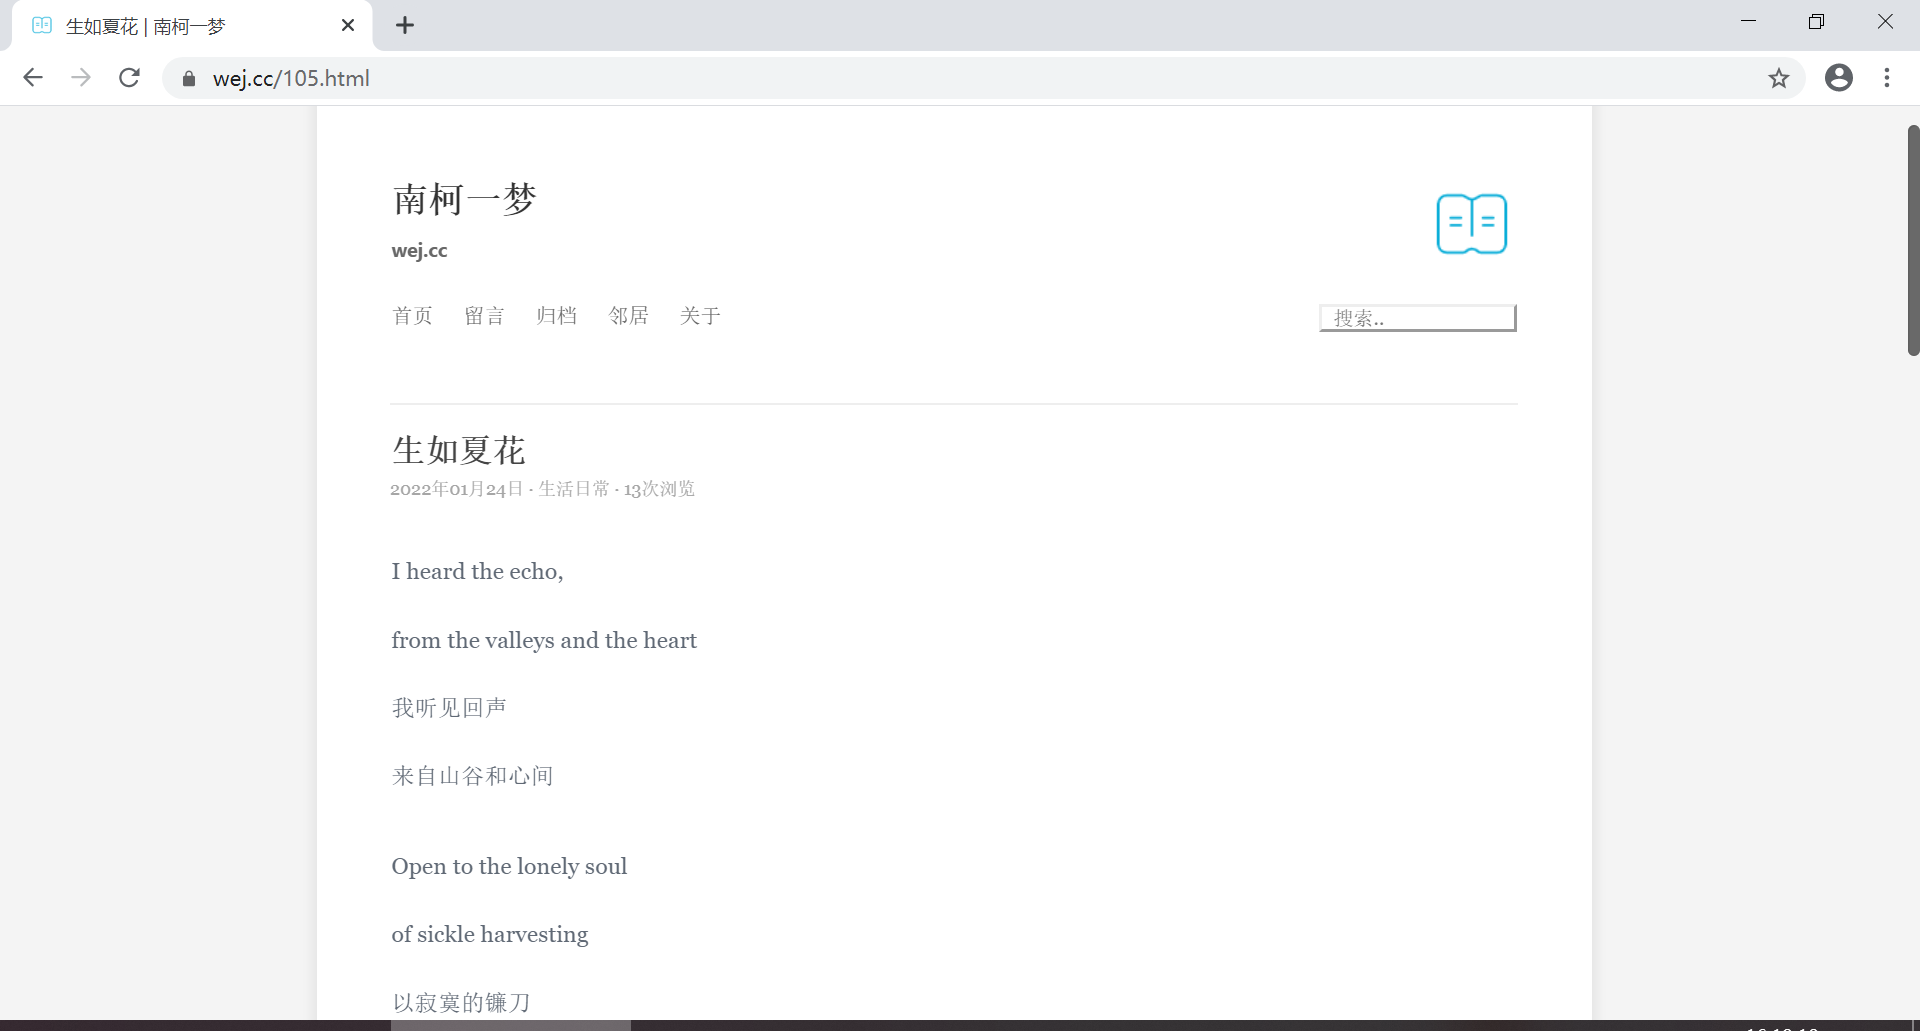 生如夏花 | 南柯一梦
wej.cc/105.html
南柯一梦
wej.cc
首页 留言 归档 邻居 关于
搜索..
生如夏花
2022年01月24日 · 生活日常 · 13次浏览
I heard the echo,
from the valleys and the heart
我听见回声
来自山谷和心间
Open to the lonely soul
of sickle harvesting
以寂寞的镰刀